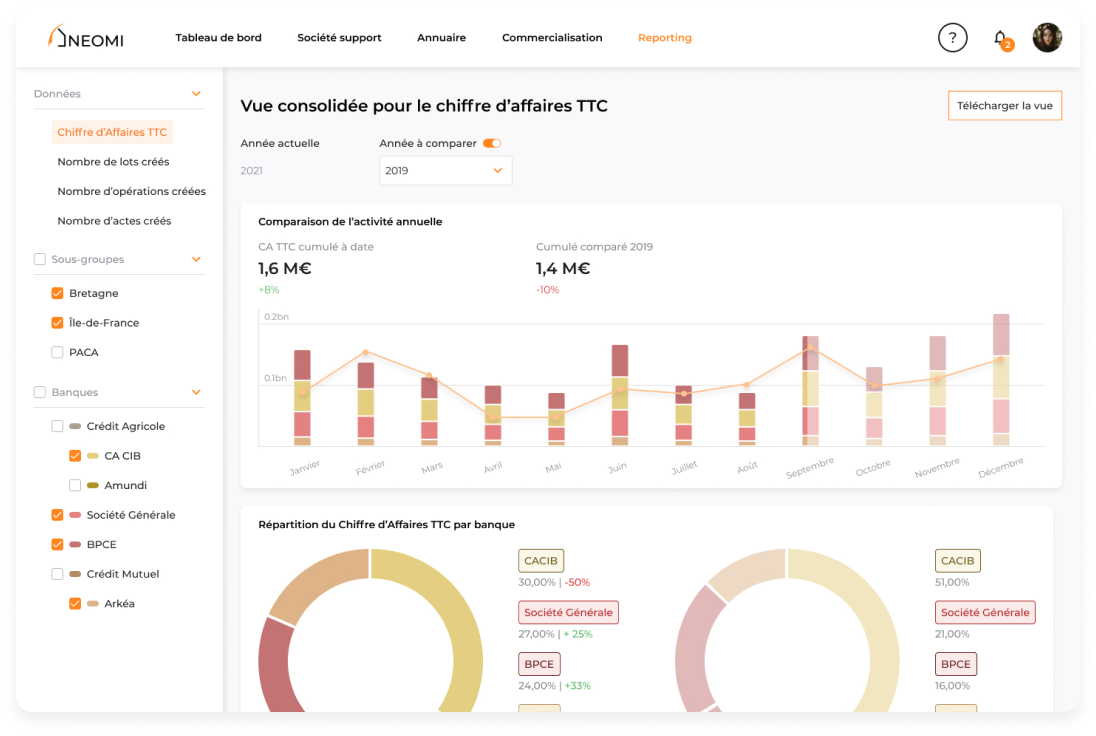 NEOMI
Tableau de bord
Société support
Annuaire
Commercialisation
Reporting
?
2
Données
Chiffre d'Affaires TTC
Nombre de lots créés
Nombre d'opérations créées
Nombre d'actes créés
Sous-groupes
Bretagne
Île-de-France
PACA
Banques
Crédit Agricole
CA CIB
Amundi
Société Générale
BPCE
Crédit Mutuel
Arkéa
Vue consolidée pour le chiffre d'affaires TTC
Télécharger la vue
Année actuelle
2021
Année à comparer
2019
Comparaison de l'activité annuelle
CA TTC cumulé à date
1,6 M€
+8%
Cumulé comparé 2019
1,4 M€
-10%
0.2bn
0.1bn
Janvier
Février
Mars
Avril
Mai
Juin
Juillet
Août
Septembre
Octobre
Novembre
Décembre
Répartition du Chiffre d'Affaires TTC par banque
CACIB
30,00% | -50%
Société Générale
27,00% | + 25%
BPCE
24,00% | +33%
CACIB
51,00%
Société Générale
21,00%
BPCE
16,00%